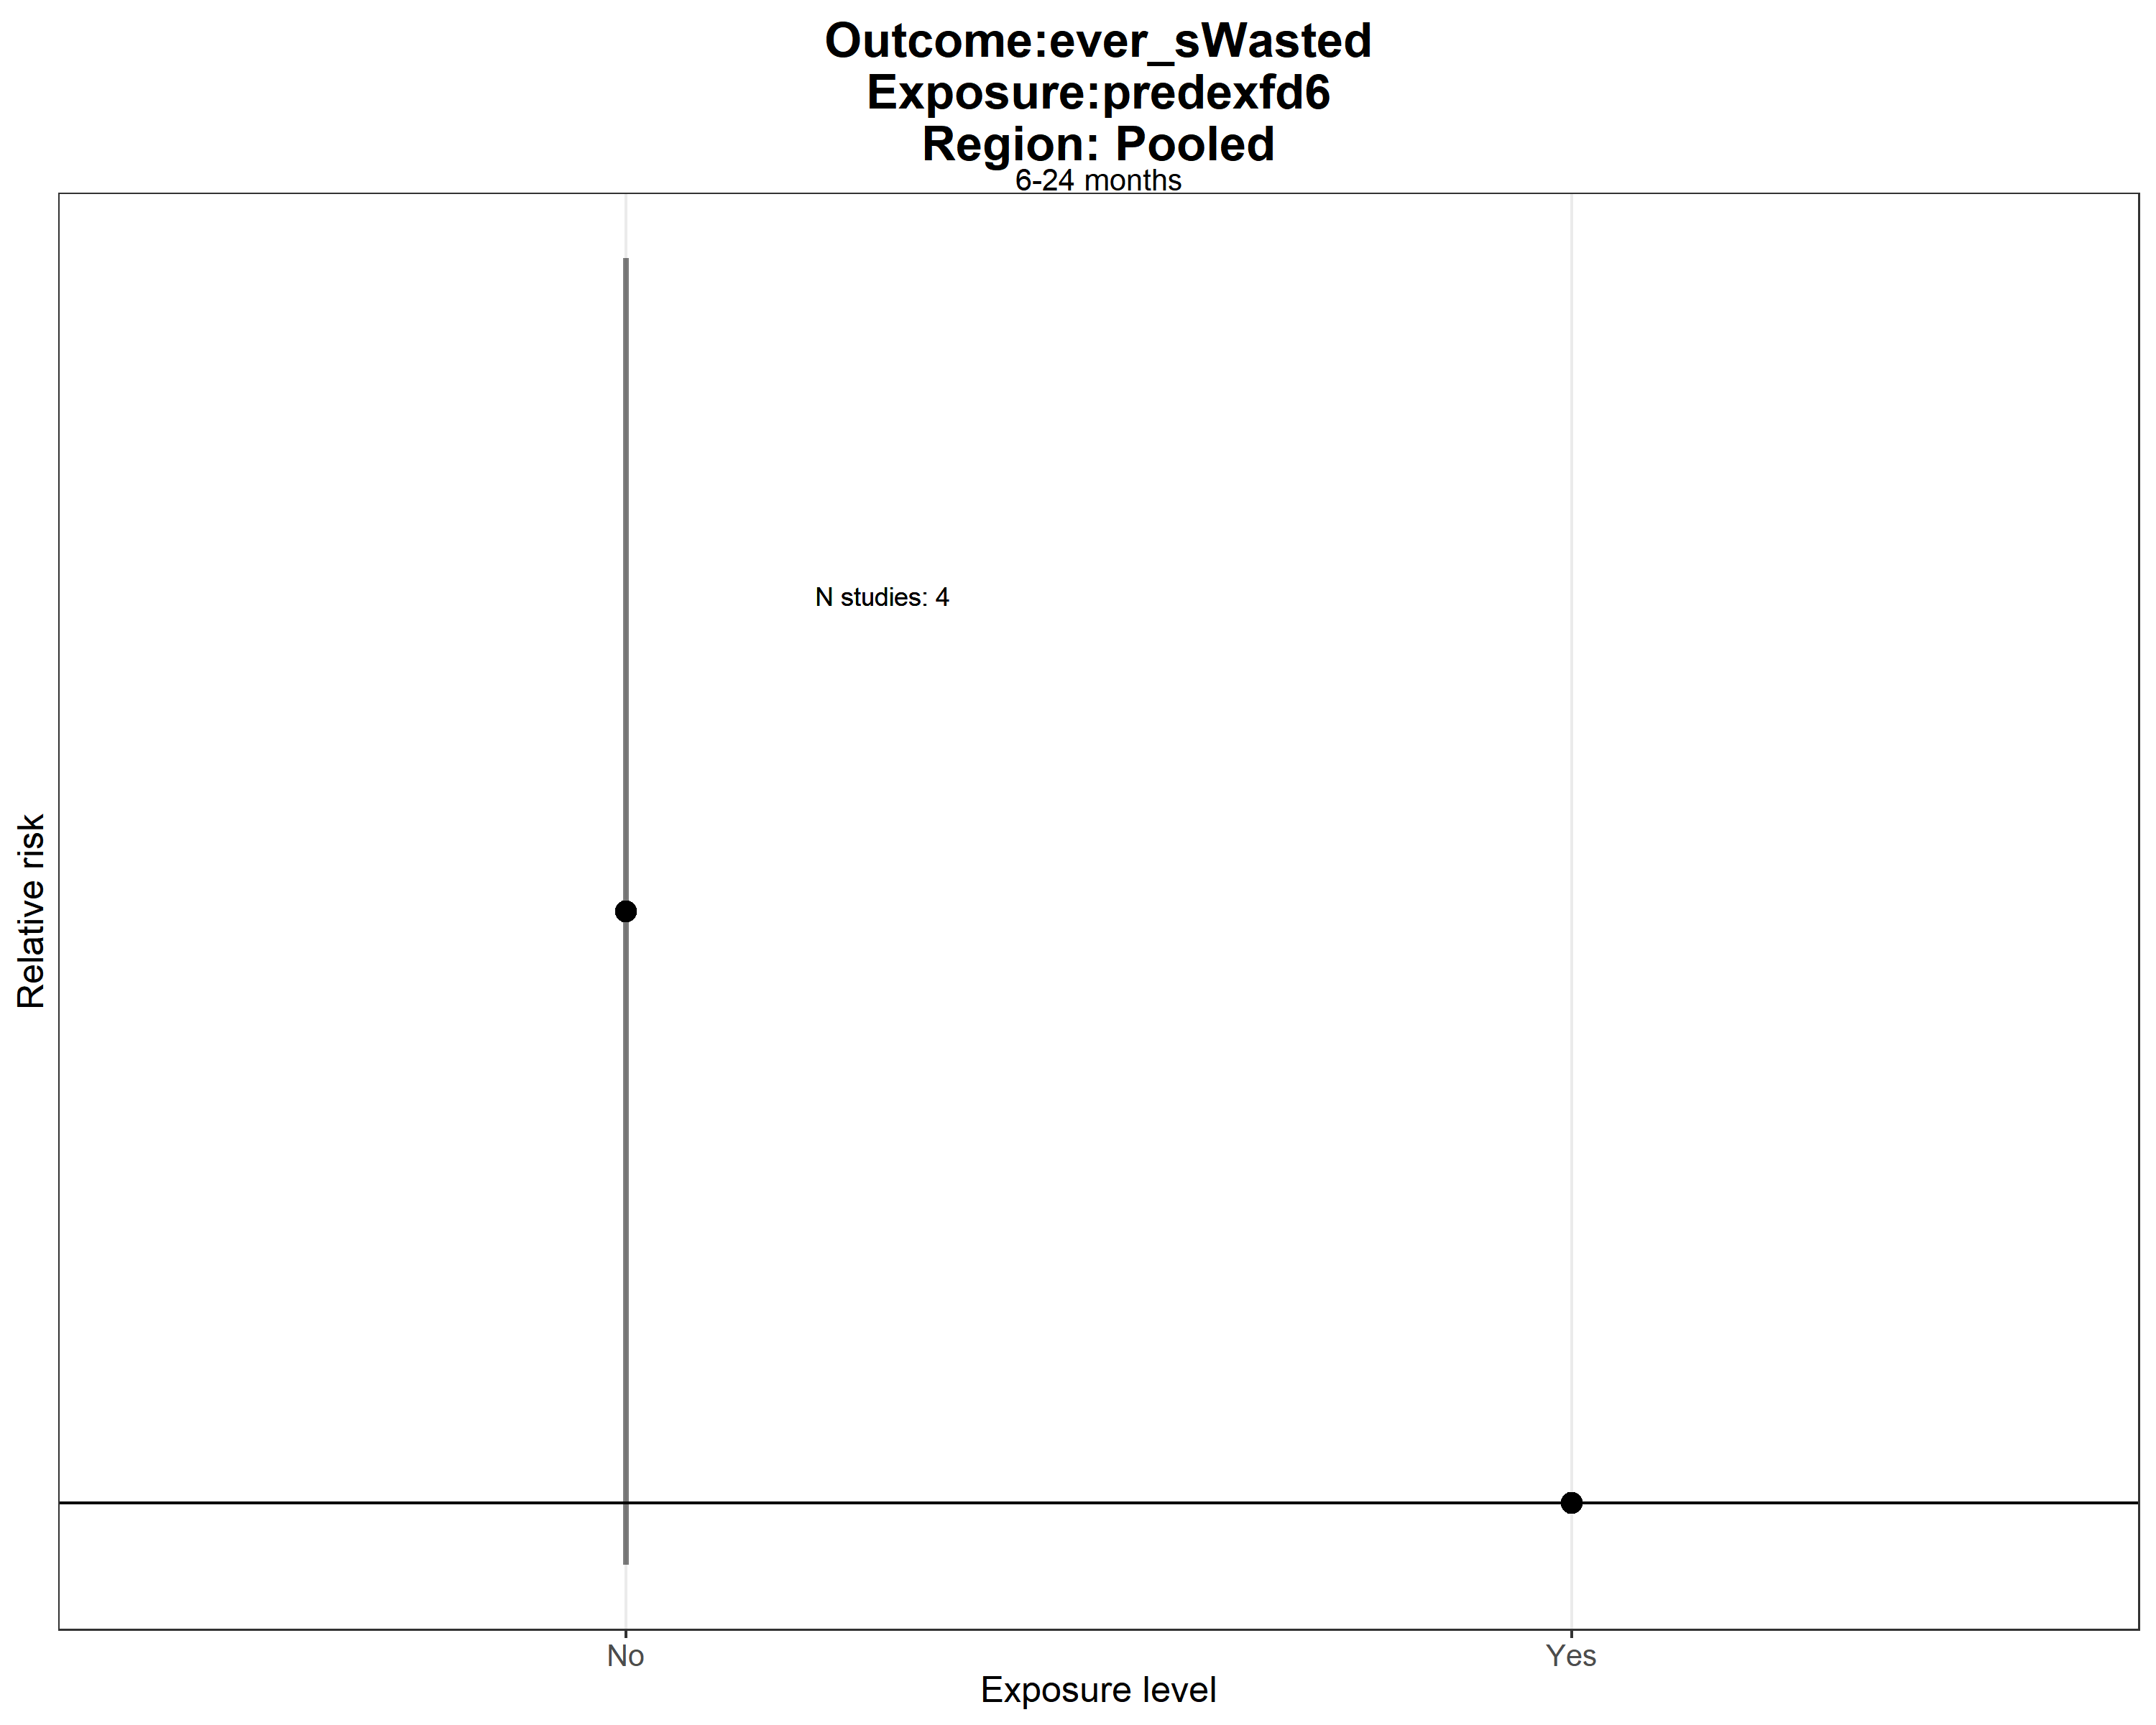 Outcome:ever_sWasted
Exposure:predexfd6
Region: Pooled
6-24 months
N studies: 4
Relative risk
No
Yes
Exposure level